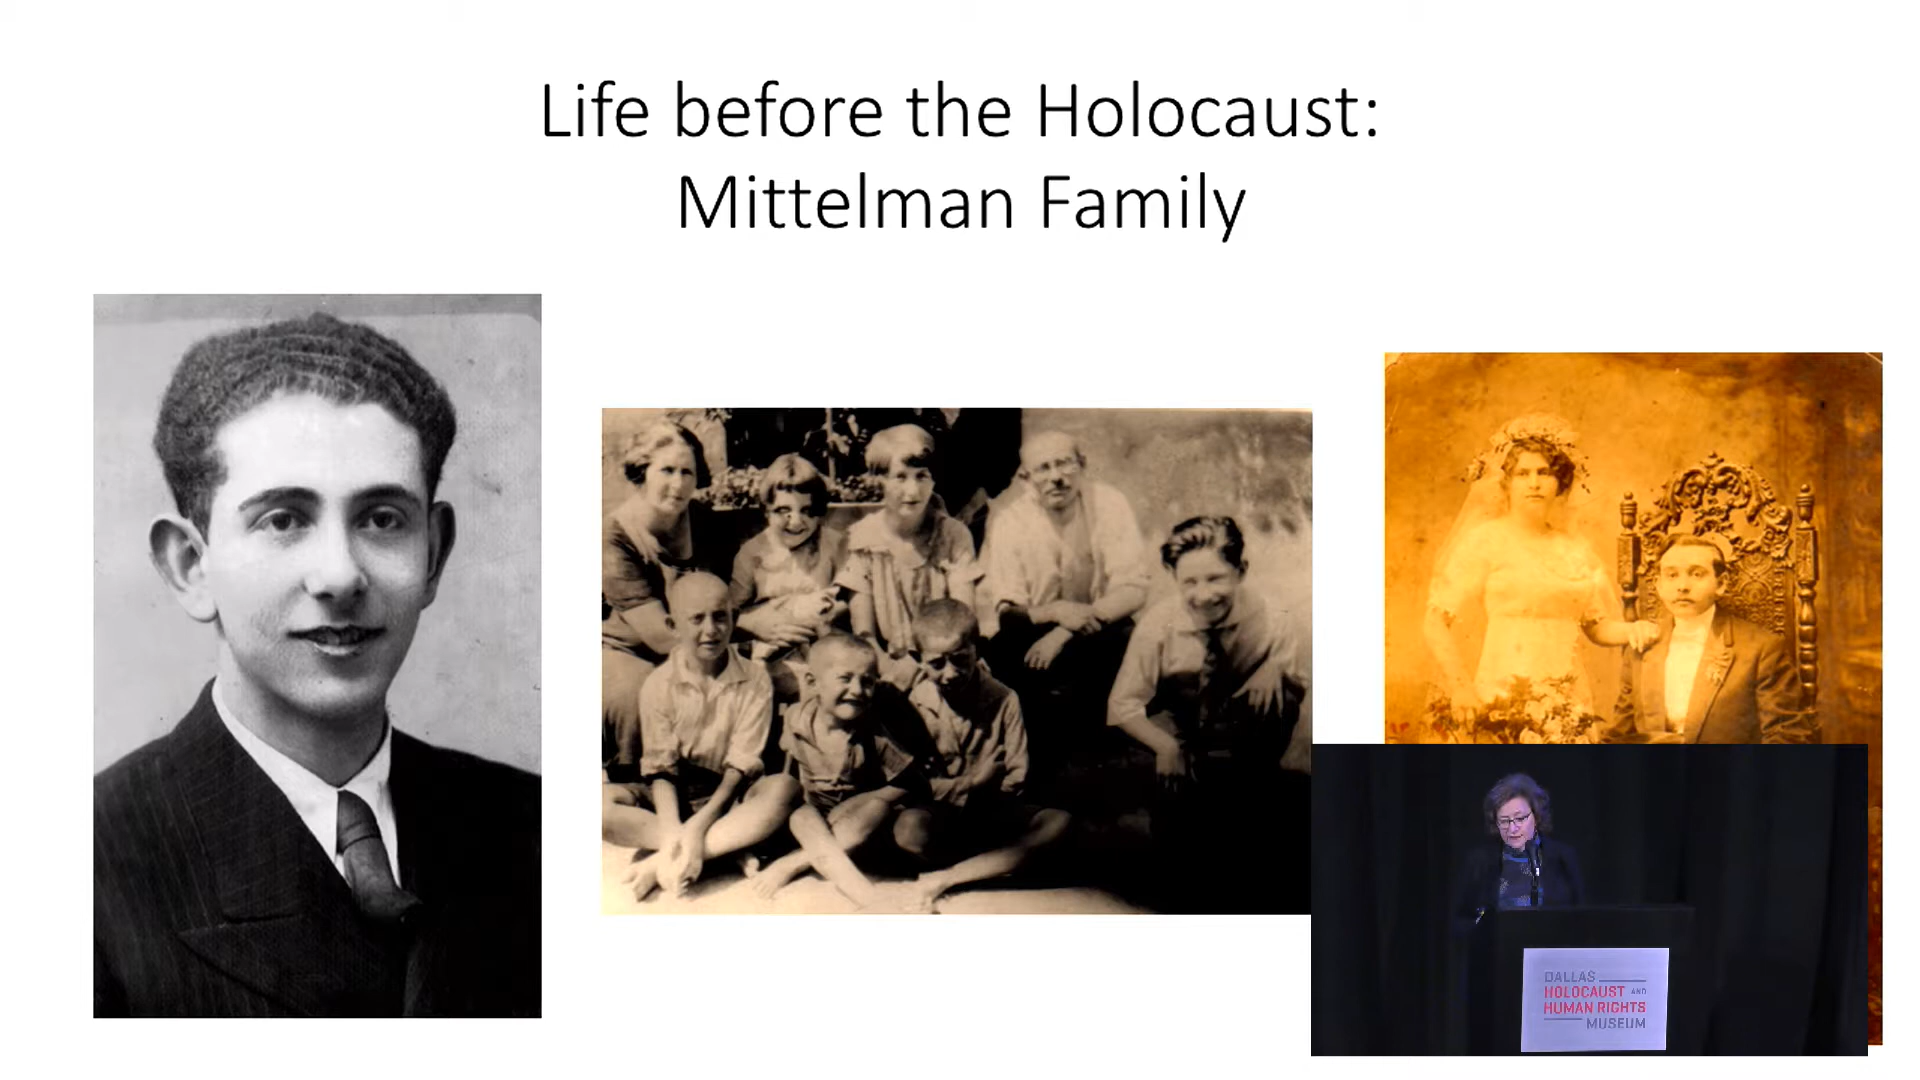 Life before the Holocaust:
Mittelman Family
DALLAS
HOLOCAUST AND
HUMAN RIGHTS
MUSEUM